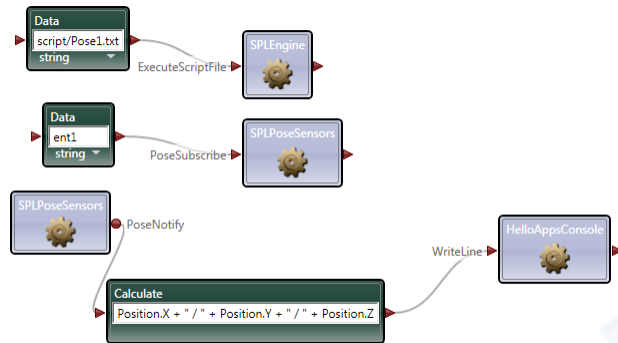 Data
script/Pose1.txt
string
ExecuteScriptFile
SPLEngine
Data
ent1
string
PoseSubscribe
SPLPoseSensors
SPLPoseSensors
PoseNotify
Calculate
Position.X + " / " + Position.Y + " / " + Position.Z
WriteLine
HelloAppsConsole